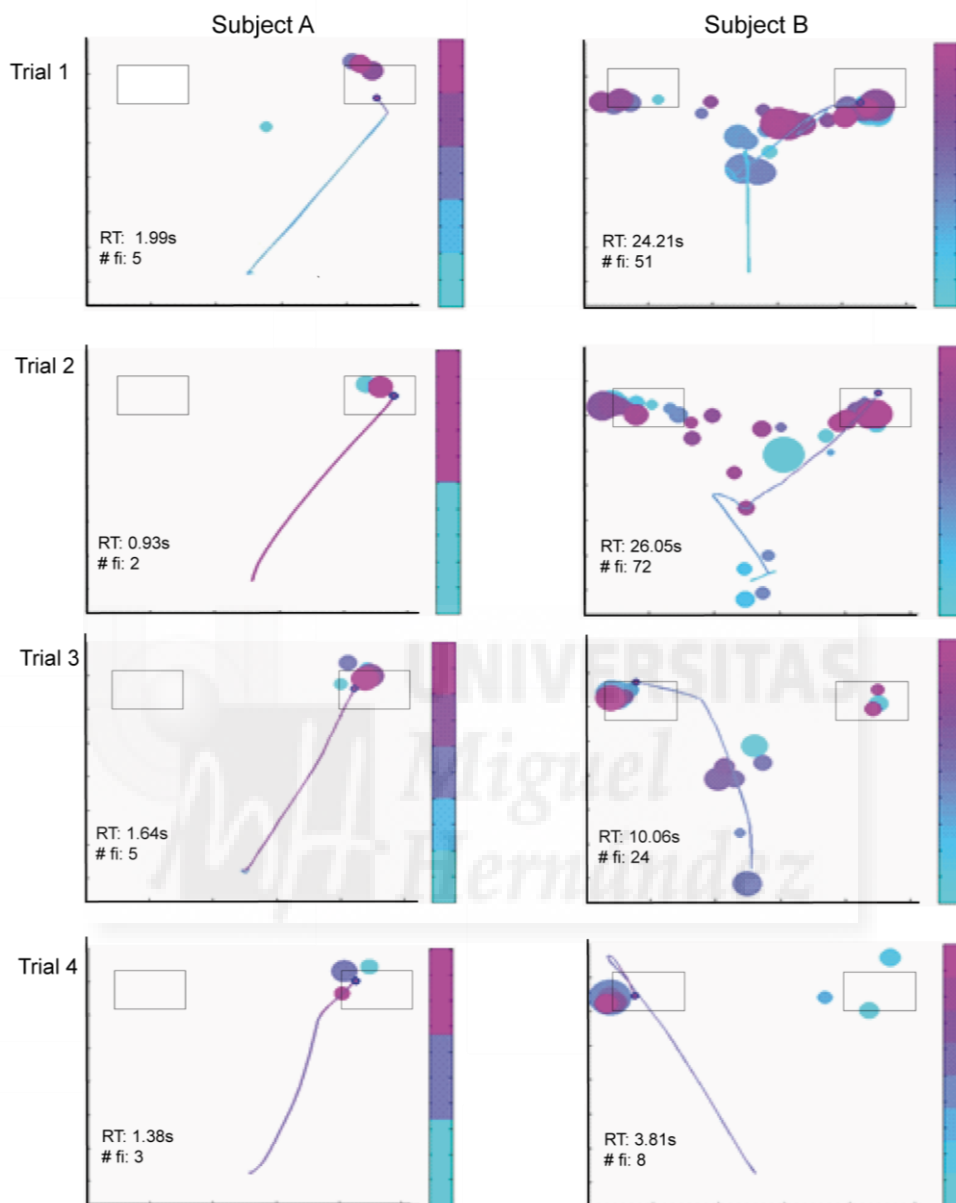 Subject A
Subject B
Trial 1
RT: 1.99s
# fi: 5
RT: 24.21s
# fi: 51
Trial 2
RT: 0.93s
# fi: 2
RT: 26.05s
# fi: 72
Trial 3
RT: 1.64s
# fi: 5
RT: 10.06s
# fi: 24
Trial 4
RT: 1.38s
# fi: 3
RT: 3.81s
# fi: 8
UNIVERSITAS
Miguel
Hernández